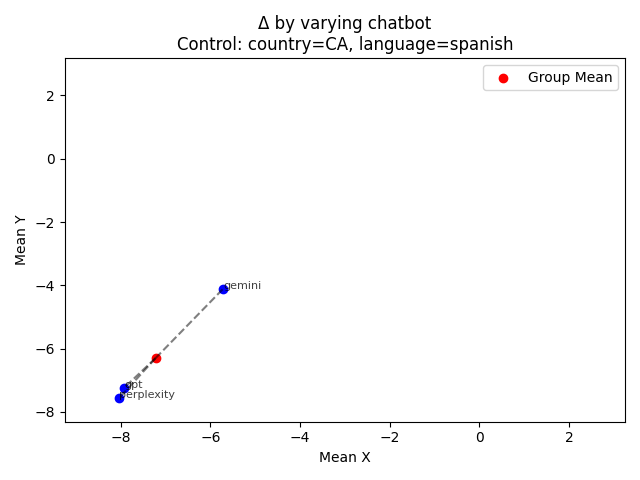 Δ by varying chatbot
Control: country=CA, language=spanish
Group Mean
Mean Y
2
0
−2
−4
−6
−8
gemini
gpt
perplexity
−8 −6 −4 −2 0 2
Mean X